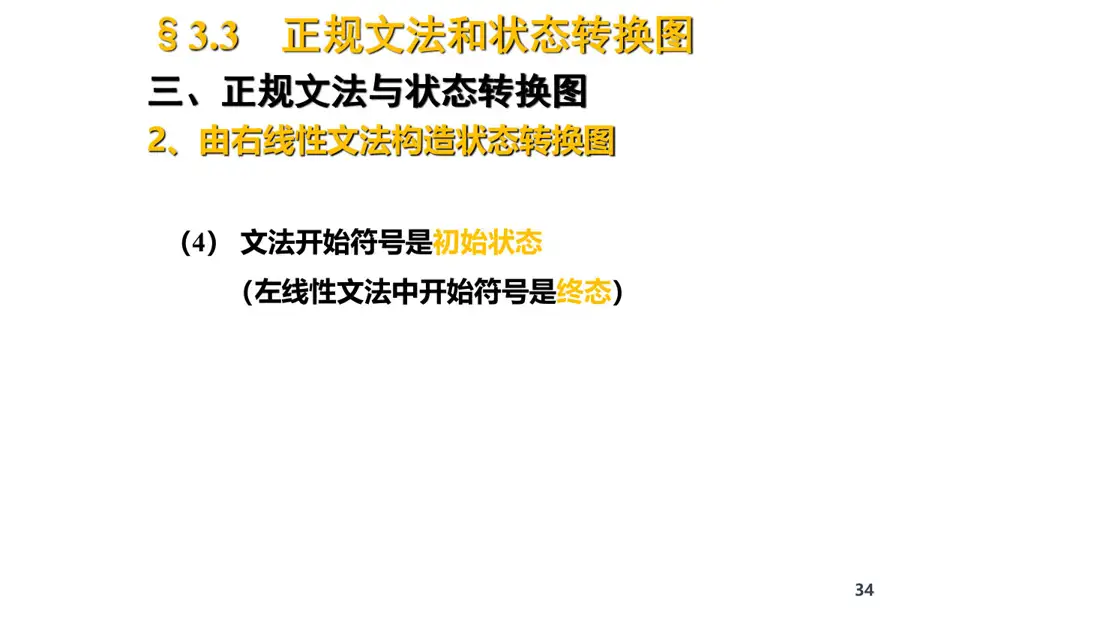 §3.3 正规文法和状态转换图
三、正规文法与状态转换图
2、由右线性文法构造状态转换图
（4） 文法开始符号是初始状态
（左线性文法中开始符号是终态）
34